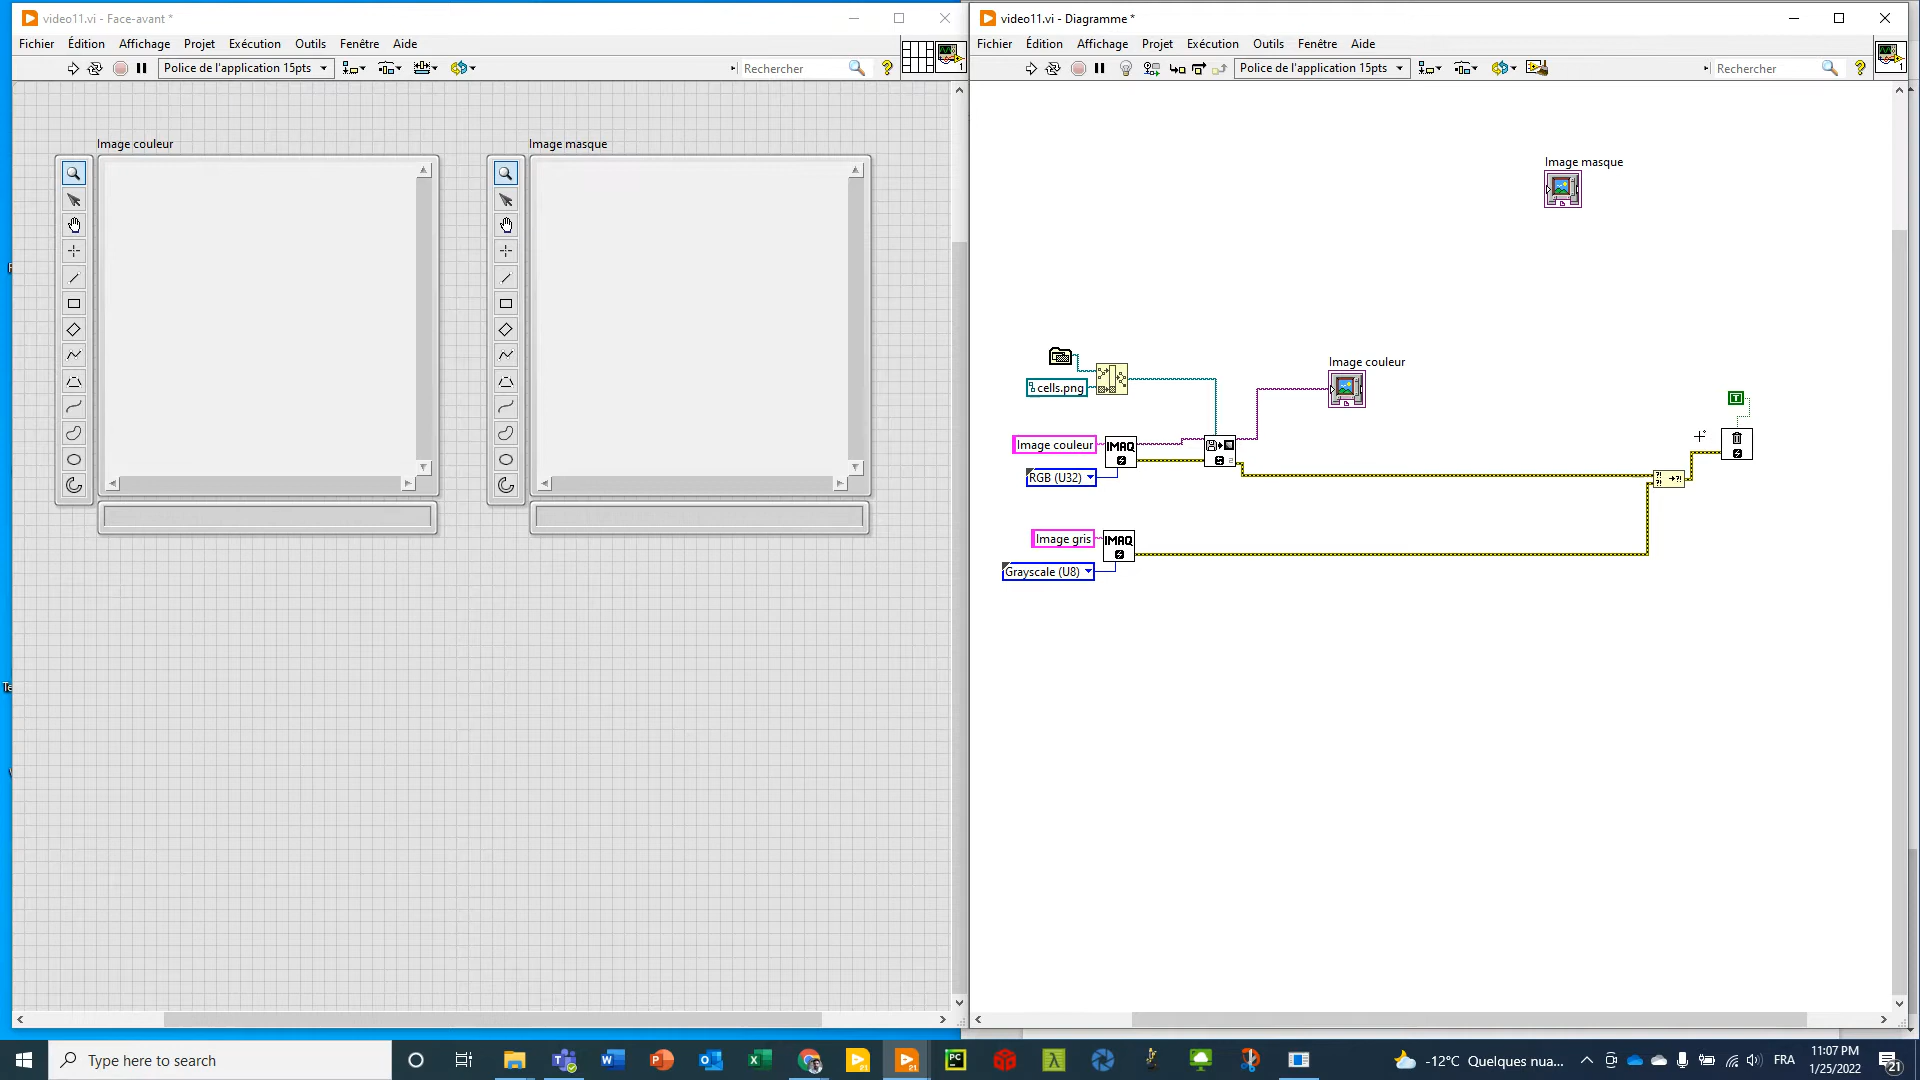 video11.vi - Face-avant *
Fichier Édition Affichage Projet Exécution Outils Fenêtre Aide
Police de l'application 15pts
Rechercher
Image couleur
Image masque
video11.vi - Diagramme *
Fichier Édition Affichage Projet Exécution Outils Fenêtre Aide
Police de l'application 15pts
Rechercher
Image masque
Image couleur
cells.png
Image couleur
IMAQ
RGB (U32)
T
Image gris
IMAQ
Grayscale (U8)
Type here to search
-12°C Quelques nua...
FRA
11:07 PM
1/25/2022
21